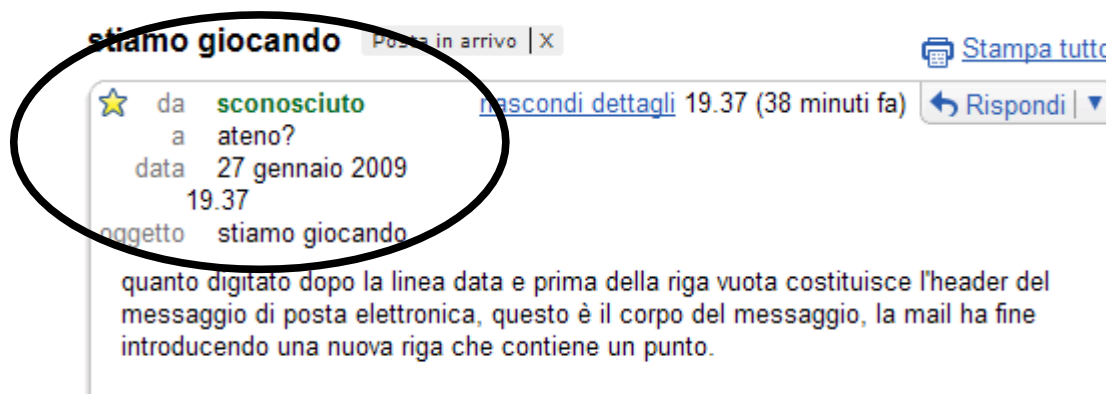 stiamo giocando Posta in arrivo | X
Stampa tutto
da sconosciuto nascondi dettagli 19.37 (38 minuti fa) Rispondi |
a ateno?
data 27 gennaio 2009
19.37
oggetto stiamo giocando
quanto digitato dopo la linea data e prima della riga vuota costituisce l'header del
messaggio di posta elettronica, questo è il corpo del messaggio, la mail ha fine
introducendo una nuova riga che contiene un punto.